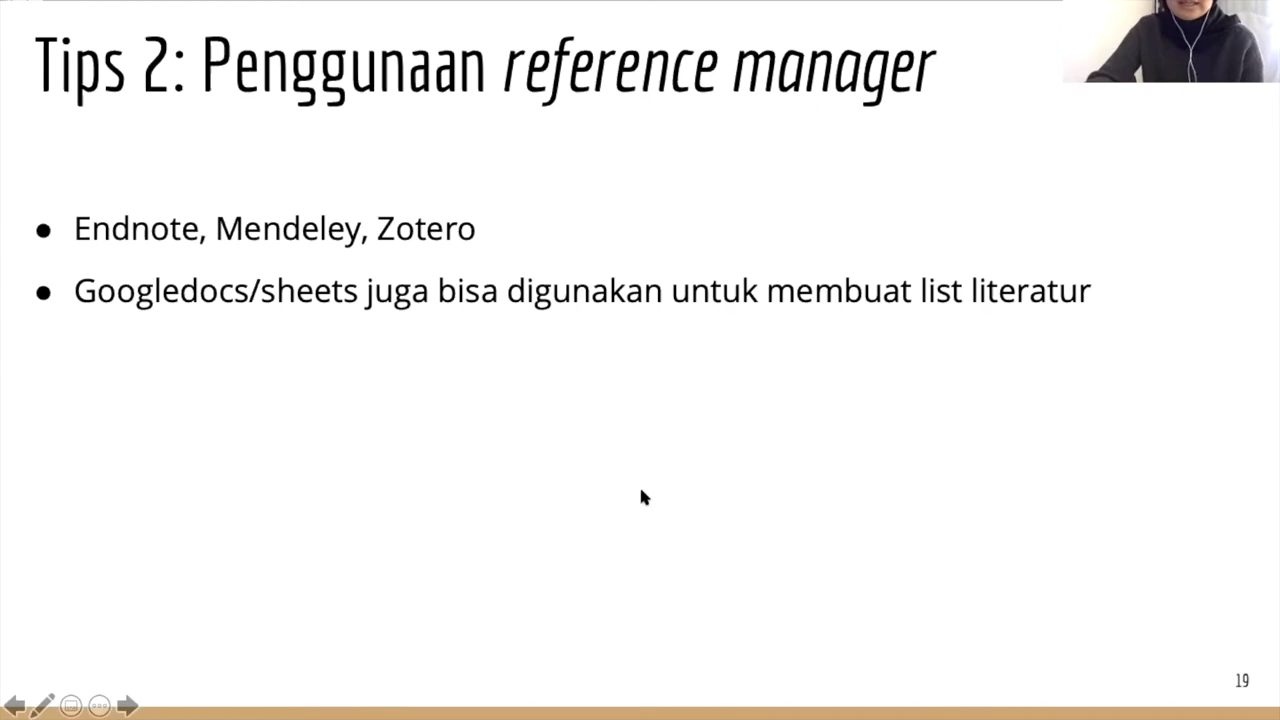 Tips 2: Penggunaan reference manager
● Endnote, Mendeley, Zotero
● Googledocs/sheets juga bisa digunakan untuk membuat list literatur
19